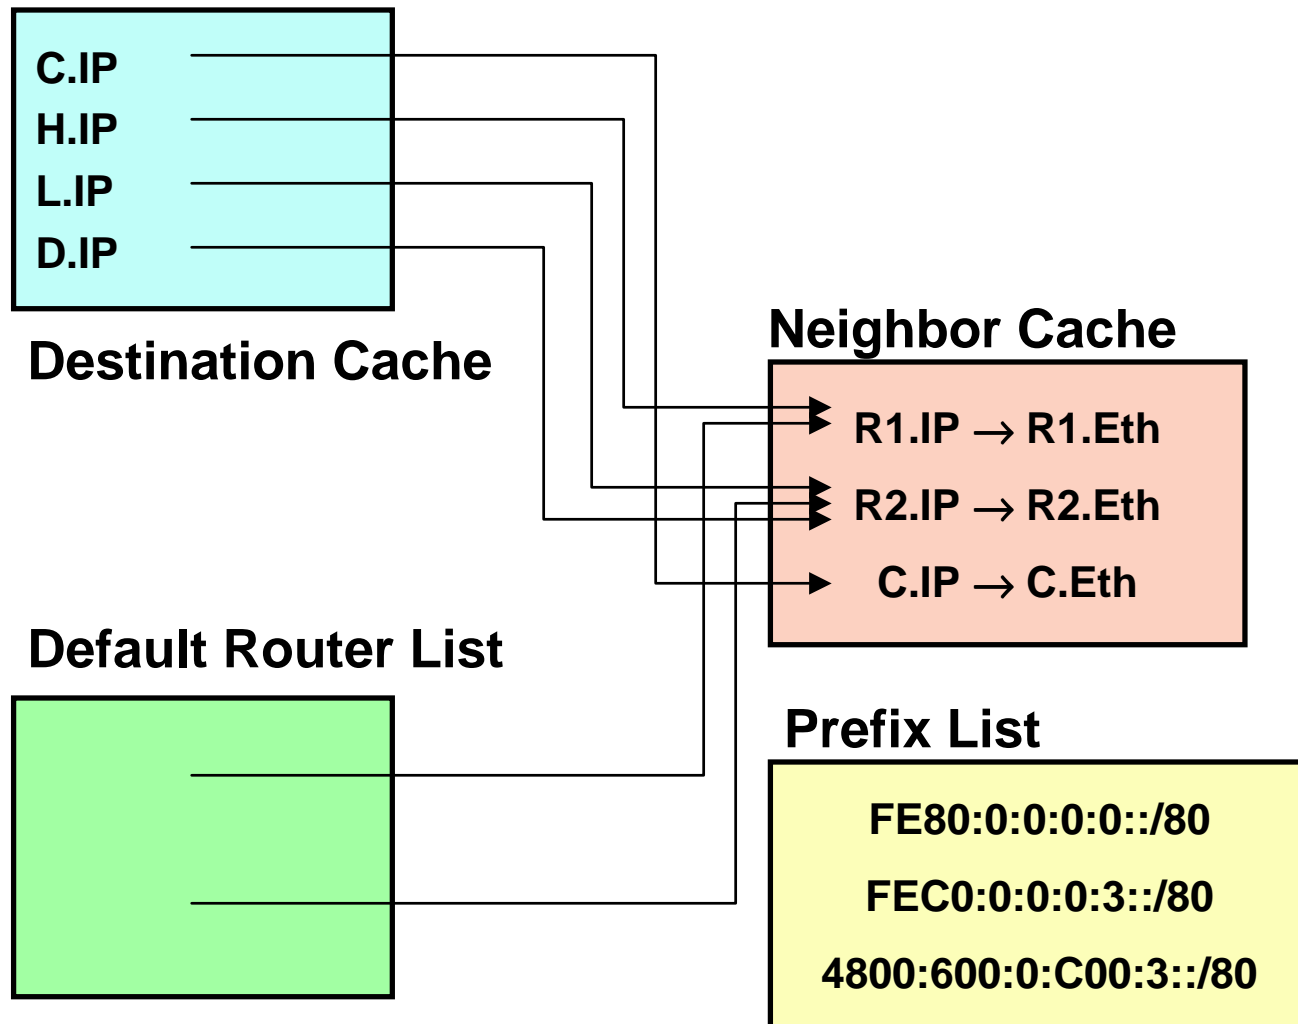 C.IP
H.IP
L.IP
D.IP
Destination Cache
Neighbor Cache
R1.IP → R1.Eth
R2.IP → R2.Eth
C.IP → C.Eth
Default Router List
Prefix List
FE80:0:0:0:0::/80
FEC0:0:0:0:3::/80
4800:600:0:C00:3::/80